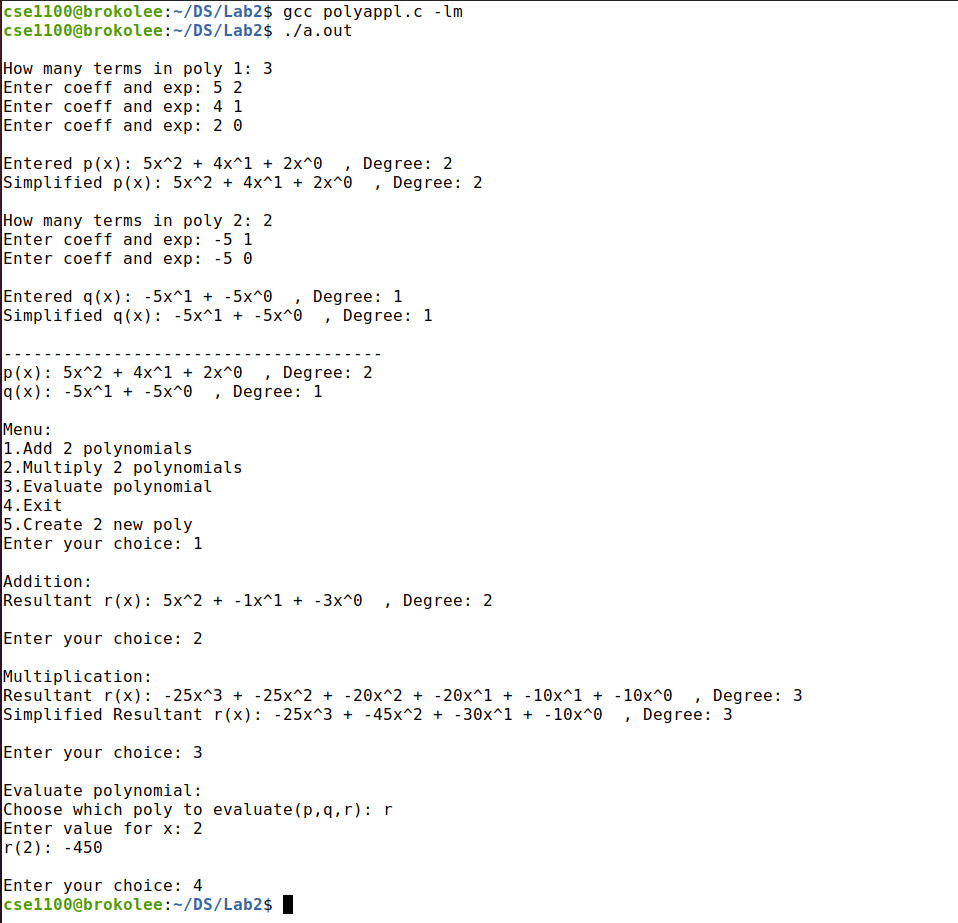 cse1100@brokolee:~/DS/Lab2$ gcc polyappl.c -lm
cse1100@brokolee:~/DS/Lab2$ ./a.out
How many terms in poly 1: 3
Enter coeff and exp: 5 2
Enter coeff and exp: 4 1
Enter coeff and exp: 2 0
Entered p(x): 5x^2 + 4x^1 + 2x^0  , Degree: 2
Simplified p(x): 5x^2 + 4x^1 + 2x^0  , Degree: 2
How many terms in poly 2: 2
Enter coeff and exp: -5 1
Enter coeff and exp: -5 0
Entered q(x): -5x^1 + -5x^0  , Degree: 1
Simplified q(x): -5x^1 + -5x^0  , Degree: 1
--------------------------------------
p(x): 5x^2 + 4x^1 + 2x^0  , Degree: 2
q(x): -5x^1 + -5x^0  , Degree: 1
Menu:
1.Add 2 polynomials
2.Multiply 2 polynomials
3.Evaluate polynomial
4.Exit
5.Create 2 new poly
Enter your choice: 1
Addition:
Resultant r(x): 5x^2 + -1x^1 + -3x^0  , Degree: 2
Enter your choice: 2
Multiplication:
Resultant r(x): -25x^3 + -25x^2 + -20x^2 + -20x^1 + -10x^1 + -10x^0  , Degree: 3
Simplified Resultant r(x): -25x^3 + -45x^2 + -30x^1 + -10x^0  , Degree: 3
Enter your choice: 3
Evaluate polynomial:
Choose which poly to evaluate(p,q,r): r
Enter value for x: 2
r(2): -450
Enter your choice: 4
cse1100@brokolee:~/DS/Lab2$